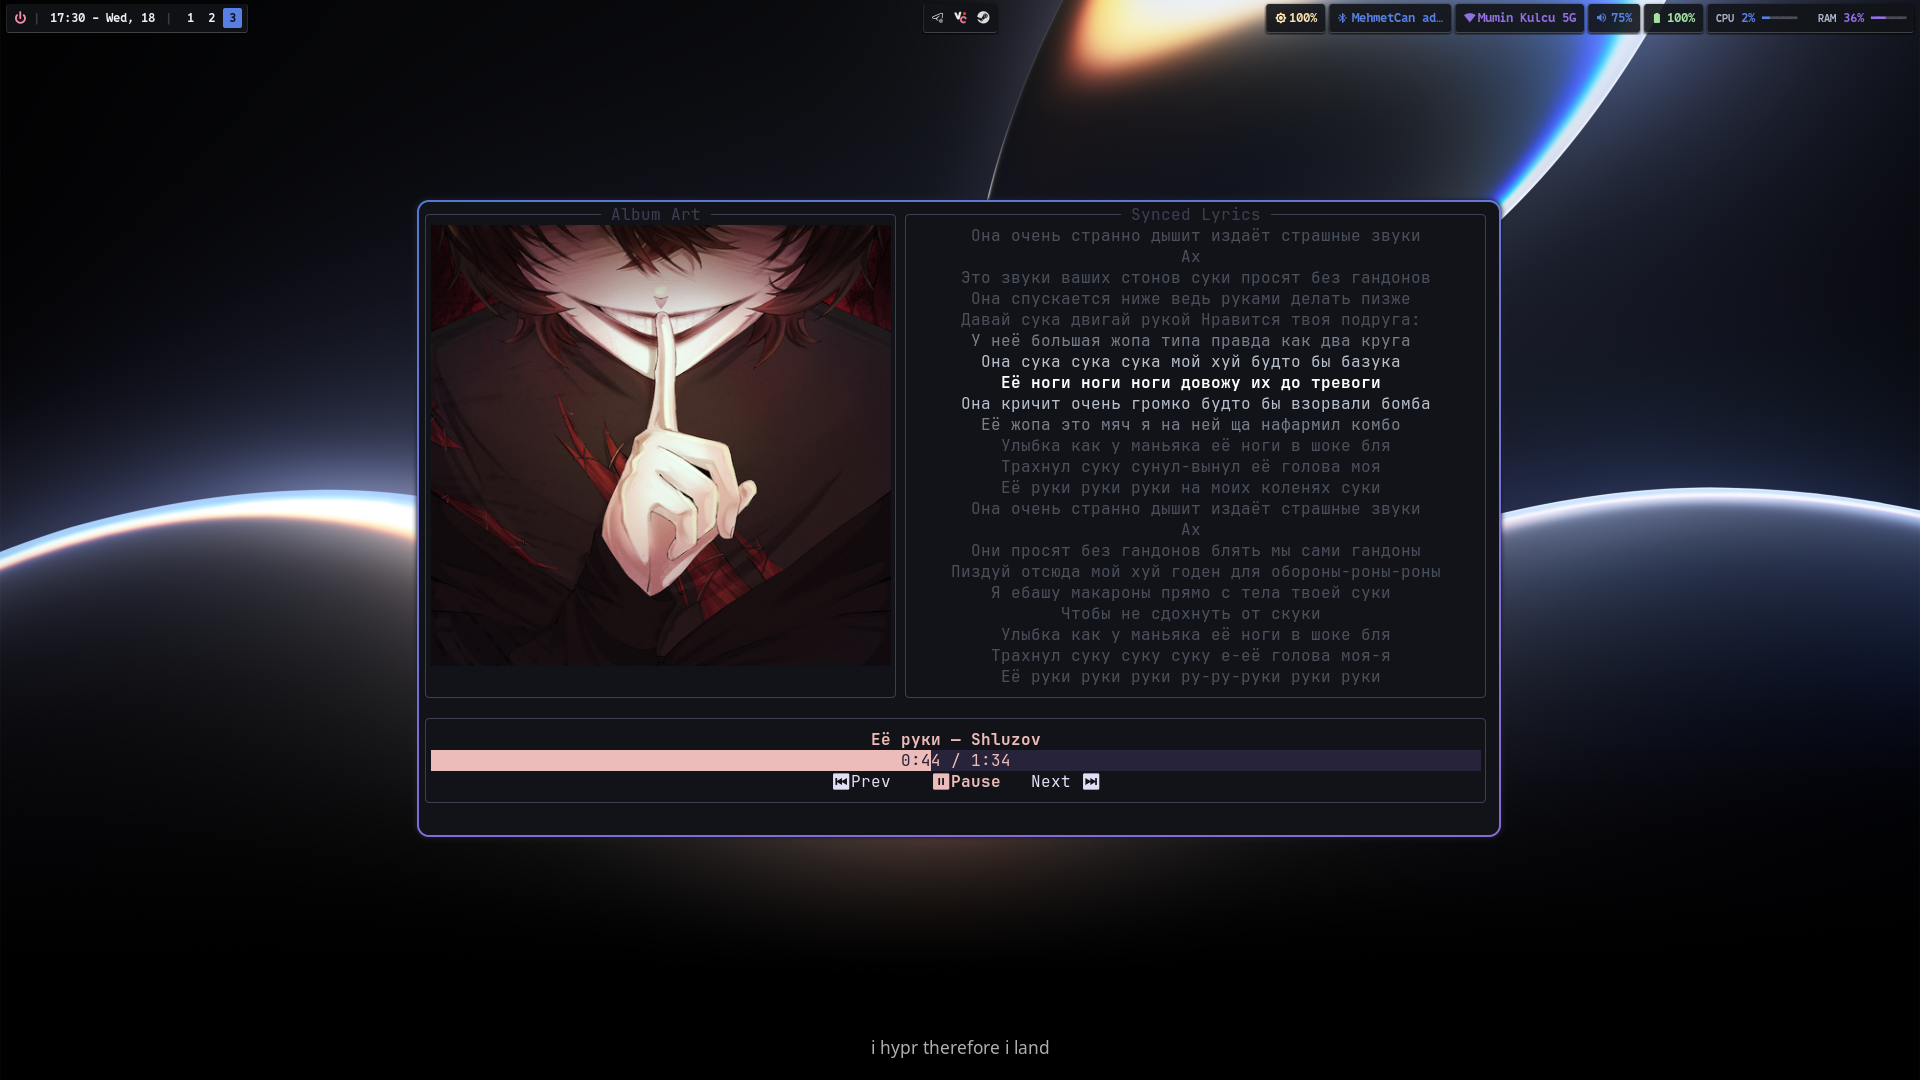 17:30 – Wed, 18 | 1 2 3
100%
MehmetCan ad…
Mumin Kulcu 5G
75%
100%
CPU 2%
RAM 36%
Album Art
Synced Lyrics
Она очень странно дышит издаёт страшные звуки
Ах
Это звуки ваших стонов суки просят без гандонов
Она спускается ниже ведь руками делать пизже
Давай сука двигай рукой Нравится твоя подруга:
У неё большая жопа типа правда как два круга
Она сука сука сука мой хуй будто бы базука
Её ноги ноги ноги довожу их до тревоги
Она кричит очень громко будто бы взорвали бомба
Её жопа это мяч я на ней ща нафармил комбо
Улыбка как у маньяка её ноги в шоке бля
Трахнул суку сунул-вынул её голова моя
Её руки руки руки на моих коленях суки
Она очень странно дышит издаёт страшные звуки
Ах
Они просят без гандонов блять мы сами гандоны
Пиздуй отсюда мой хуй годен для обороны-роны-роны
Я ебашу макароны прямо с тела твоей суки
Чтобы не сдохнуть от скуки
Улыбка как у маньяка её ноги в шоке бля
Трахнул суку суку суку е-её голова моя-я
Её руки руки руки ру-ру-руки руки руки
Её руки — Shluzov
0:44 / 1:34
Prev Pause Next
i hypr therefore i land